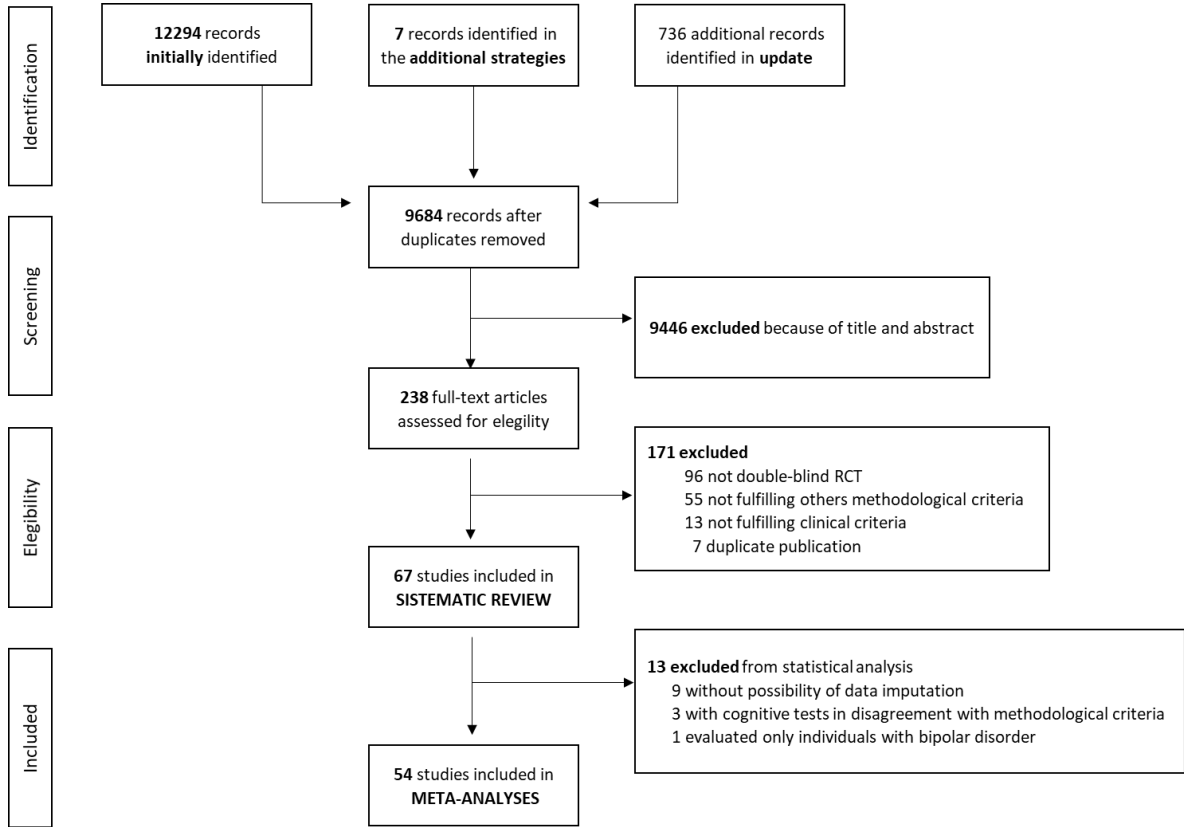 Identification
12294 records
initially identified
7 records identified in
the additional strategies
736 additional records
identified in update
9684 records after
duplicates removed
Screening
9446 excluded because of title and abstract
238 full-text articles
assessed for elegility
Elegibility
171 excluded
96 not double-blind RCT
55 not fulfilling others methodological criteria
13 not fulfilling clinical criteria
7 duplicate publication
67 studies included in
SISTEMATIC REVIEW
Included
13 excluded from statistical analysis
9 without possibility of data imputation
3 with cognitive tests in disagreement with methodological criteria
1 evaluated only individuals with bipolar disorder
54 studies included in
META-ANALYSES